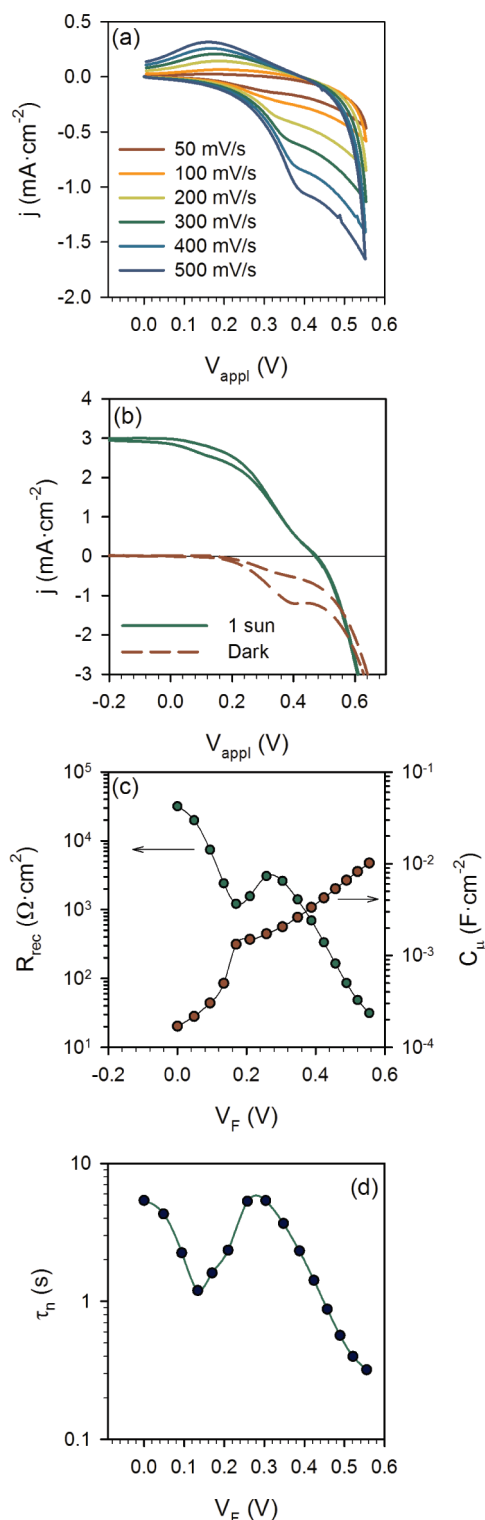 (a)
0.5
0.0
-0.5
-1.0
-1.5
-2.0
j (mA·cm⁻²)
50 mV/s
100 mV/s
200 mV/s
300 mV/s
400 mV/s
500 mV/s
0.0 0.1 0.2 0.3 0.4 0.5 0.6
V_appl (V)
(b)
4
3
2
1
0
-1
-2
-3
j (mA·cm⁻²)
1 sun
Dark
-0.2 0.0 0.2 0.4 0.6
V_appl (V)
(c)
10⁵
10⁴
10³
10²
10¹
R_rec (Ω·cm²)
10⁻¹
10⁻²
10⁻³
10⁻⁴
C_μ (F·cm⁻²)
-0.2 0.0 0.2 0.4 0.6
V_F (V)
(d)
10
1
0.1
τ_n (s)
0.0 0.1 0.2 0.3 0.4 0.5 0.6
V_F (V)